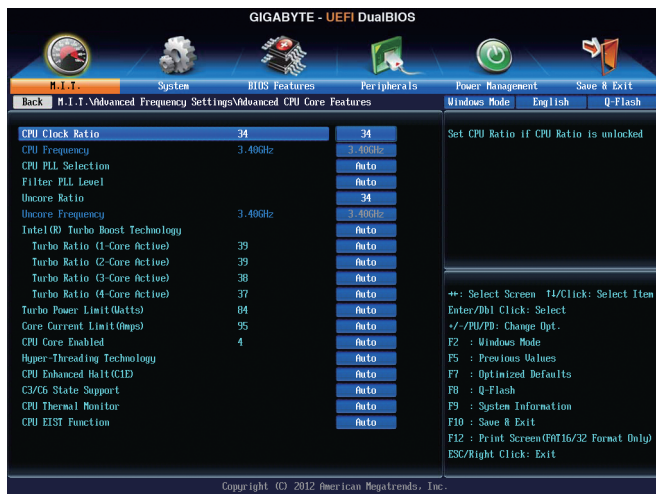 GIGABYTE - UEFI DualBIOS
M.I.T. System BIOS Features Peripherals Power Management Save & Exit
Back M.I.T.\Advanced Frequency Settings\Advanced CPU Core Features Windows Mode English Q-Flash
CPU Clock Ratio 34 34
CPU Frequency 3.40GHz 3.40GHz
CPU PLL Selection Auto
Filter PLL Level Auto
Uncore Ratio 34
Uncore Frequency 3.40GHz 3.40GHz
Intel(R) Turbo Boost Technology Auto
Turbo Ratio (1-Core Active) 39 Auto
Turbo Ratio (2-Core Active) 39 Auto
Turbo Ratio (3-Core Active) 38 Auto
Turbo Ratio (4-Core Active) 37 Auto
Turbo Power Limit(Watts) 84 Auto
Core Current Limit(Amps) 95 Auto
CPU Core Enabled 4 Auto
Hyper-Threading Technology Auto
CPU Enhanced Halt(C1E) Auto
C3/C6 State Support Auto
CPU Thermal Monitor Auto
CPU EIST Function Auto
Set CPU Ratio if CPU Ratio is unlocked
→←: Select Screen ↑↓/Click: Select Item
Enter/Dbl Click: Select
+/-/PU/PD: Change Opt.
F2 : Windows Mode
F5 : Previous Values
F7 : Optimized Defaults
F8 : Q-Flash
F9 : System Information
F10 : Save & Exit
F12 : Print Screen(FAT16/32 Format Only)
ESC/Right Click: Exit
Copyright (C) 2012 American Megatrends, Inc.